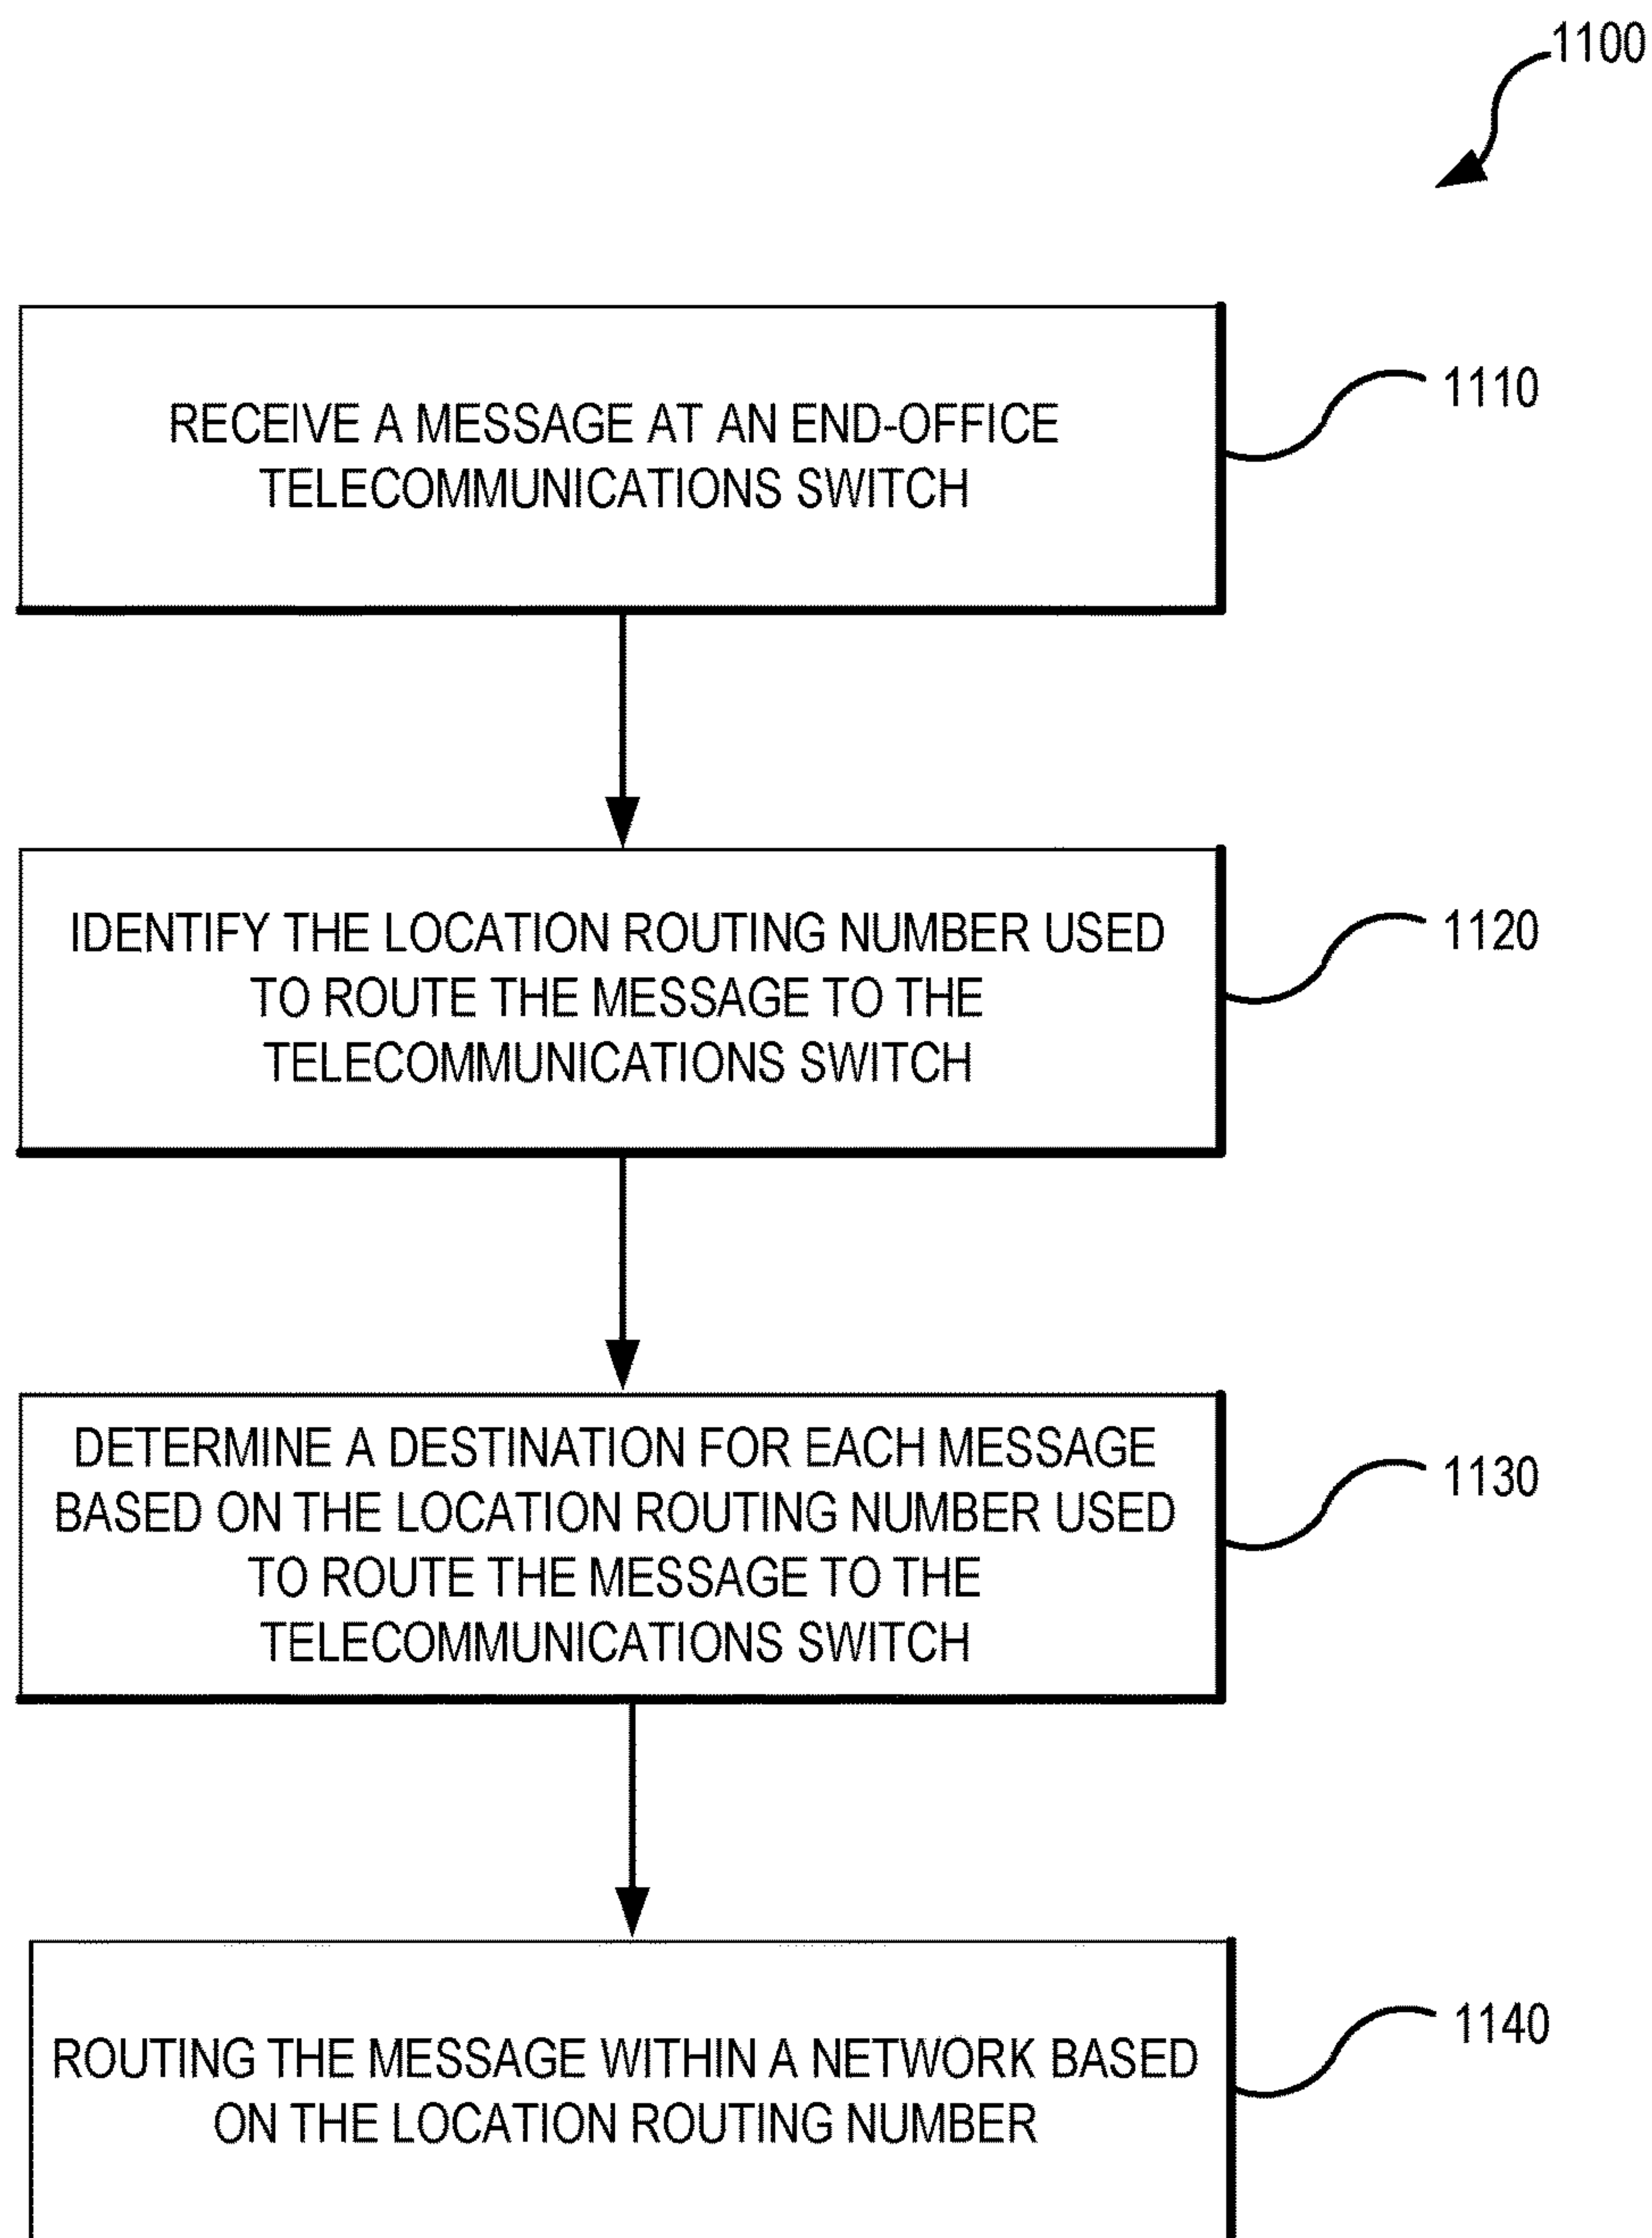 1100
RECEIVE A MESSAGE AT AN END-OFFICE
TELECOMMUNICATIONS SWITCH
1110
IDENTIFY THE LOCATION ROUTING NUMBER USED
TO ROUTE THE MESSAGE TO THE
TELECOMMUNICATIONS SWITCH
1120
DETERMINE A DESTINATION FOR EACH MESSAGE
BASED ON THE LOCATION ROUTING NUMBER USED
TO ROUTE THE MESSAGE TO THE
TELECOMMUNICATIONS SWITCH
1130
ROUTING THE MESSAGE WITHIN A NETWORK BASED
ON THE LOCATION ROUTING NUMBER
1140